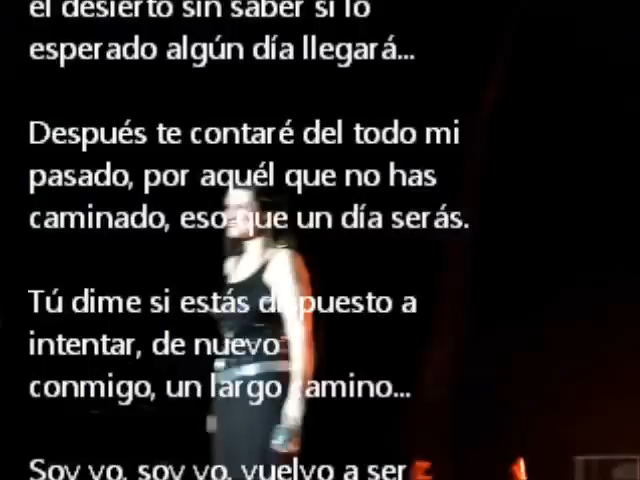 el desierto sin saber si lo
esperado algún día llegará...
Después te contaré del todo mi
pasado, por aquél que no has
caminado, eso que un día serás.
Tú dime si estás dispuesto a
intentar, de nuevo
conmigo, un largo camino...
Soy yo, soy yo, vuelvo a ser